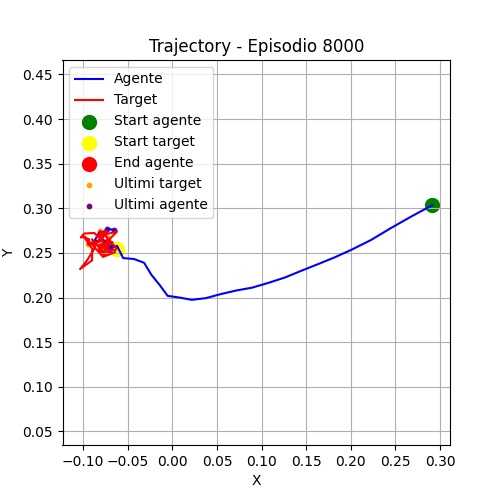 Trajectory - Episodio 8000
Agente
Target
Start agente
Start target
End agente
Ultimi target
Ultimi agente
Y
0.45
0.40
0.35
0.30
0.25
0.20
0.15
0.10
0.05
−0.10 −0.05 0.00 0.05 0.10 0.15 0.20 0.25 0.30
X